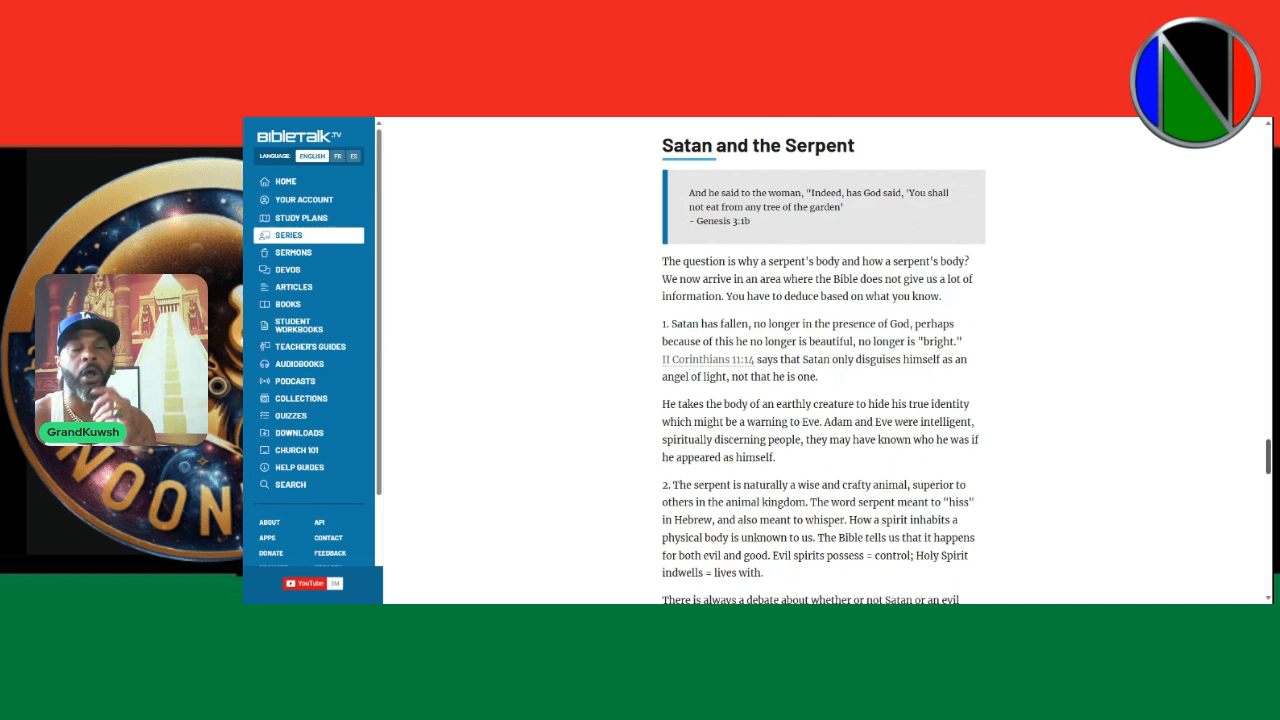 BIBLETALK.TV
LANGUAGE: ENGLISH FR ES
HOME
YOUR ACCOUNT
STUDY PLANS
SERIES
SERMONS
DEVOS
ARTICLES
BOOKS
STUDENT
WORKBOOKS
TEACHER'S GUIDES
AUDIOBOOKS
PODCASTS
COLLECTIONS
QUIZZES
DOWNLOADS
CHURCH 101
HELP GUIDES
SEARCH
ABOUT API
APPS CONTACT
DONATE FEEDBACK
YouTube
Satan and the Serpent
And he said to the woman, "Indeed, has God said, 'You shall
not eat from any tree of the garden'
- Genesis 3:1b
The question is why a serpent's body and how a serpent's body?
We now arrive in an area where the Bible does not give us a lot of
information. You have to deduce based on what you know.
1. Satan has fallen, no longer in the presence of God, perhaps
because of this he no longer is beautiful, no longer is "bright."
II Corinthians 11:14 says that Satan only disguises himself as an
angel of light, not that he is one.
He takes the body of an earthly creature to hide his true identity
which might be a warning to Eve. Adam and Eve were intelligent,
spiritually discerning people, they may have known who he was if
he appeared as himself.
2. The serpent is naturally a wise and crafty animal, superior to
others in the animal kingdom. The word serpent meant to "hiss"
in Hebrew, and also meant to whisper. How a spirit inhabits a
physical body is unknown to us. The Bible tells us that it happens
for both evil and good. Evil spirits possess = control; Holy Spirit
indwells = lives with.
There is always a debate about whether or not Satan or an evil
GrandKuwsh
NOON
LA
N